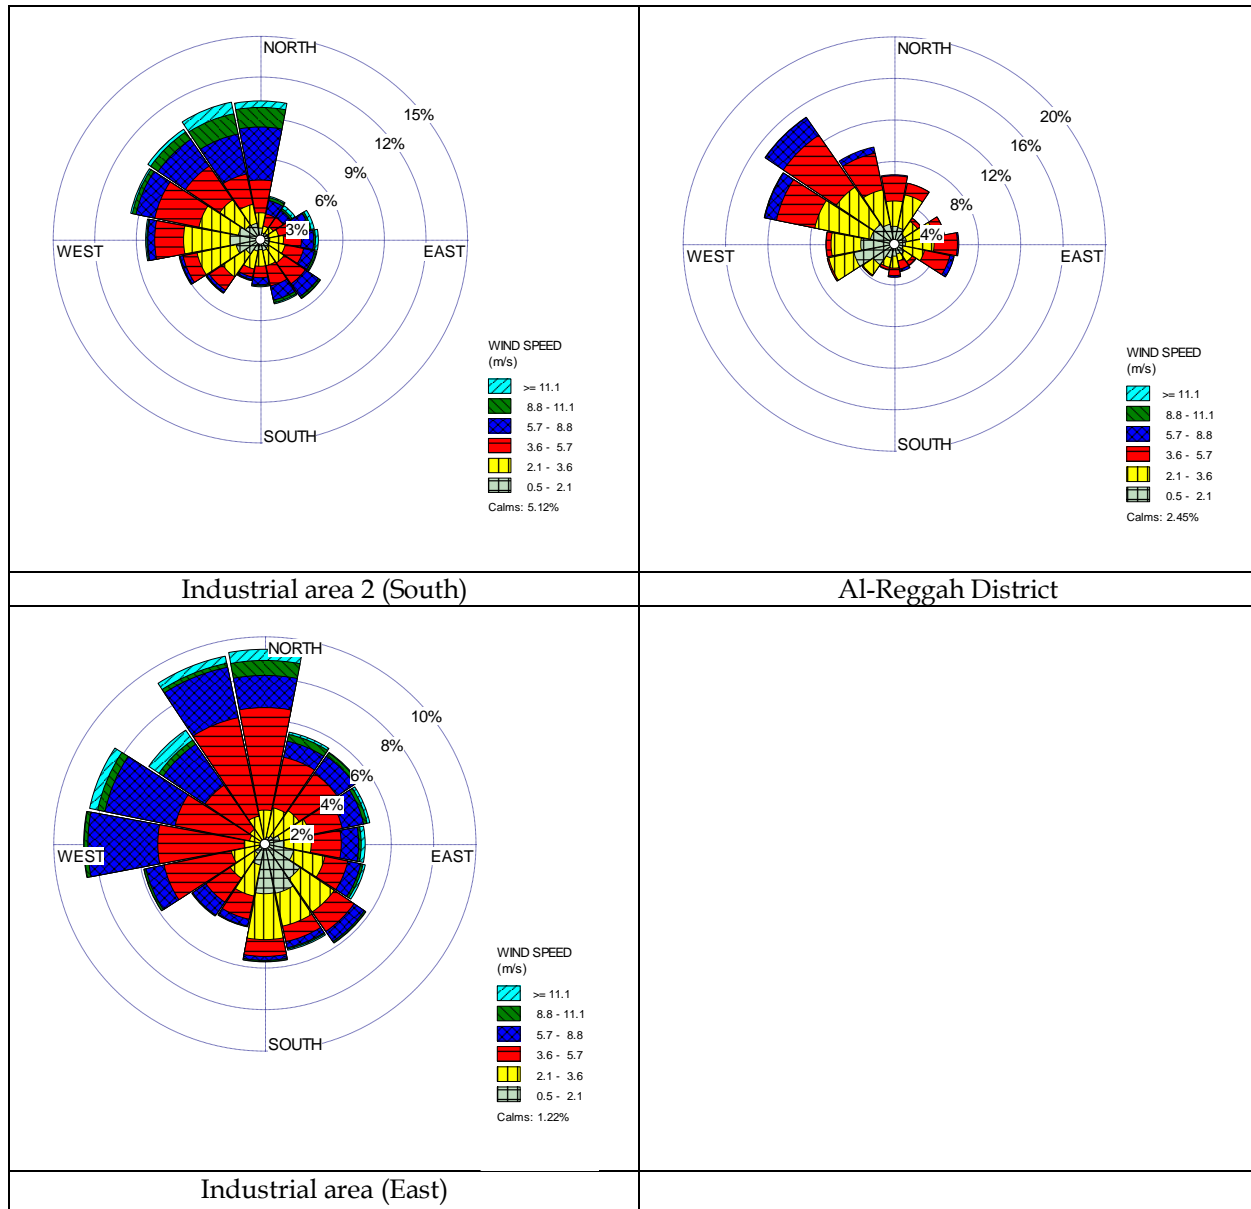 NORTH
15%
12%
9%
6%
3%
WEST
EAST
SOUTH
WIND SPEED
(m/s)
>= 11.1
8.8 - 11.1
5.7 - 8.8
3.6 - 5.7
2.1 - 3.6
0.5 - 2.1
Calms: 5.12%
NORTH
20%
16%
12%
8%
4%
WEST
EAST
SOUTH
WIND SPEED
(m/s)
>= 11.1
8.8 - 11.1
5.7 - 8.8
3.6 - 5.7
2.1 - 3.6
0.5 - 2.1
Calms: 2.45%
Industrial area 2 (South)
Al-Reggah District
NORTH
10%
8%
6%
4%
2%
WEST
EAST
SOUTH
WIND SPEED
(m/s)
>= 11.1
8.8 - 11.1
5.7 - 8.8
3.6 - 5.7
2.1 - 3.6
0.5 - 2.1
Calms: 1.22%
Industrial area (East)